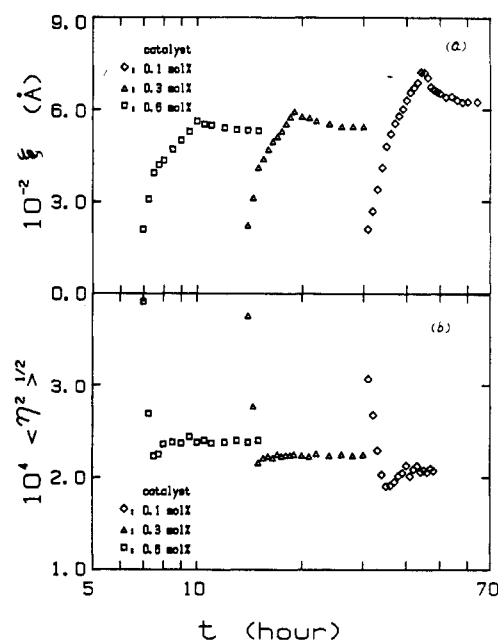 9.0
6.0
3.0
0.0
10⁻² ξ (Å)
catalyst
◇: 0.1 mol%
△: 0.3 mol%
□: 0.6 mol%
(a)
3.0
2.0
1.0
10⁴ <η²>¹/²
(b)
catalyst
◇: 0.1 mol%
△: 0.3 mol%
□: 0.6 mol%
5
10
70
t (hour)